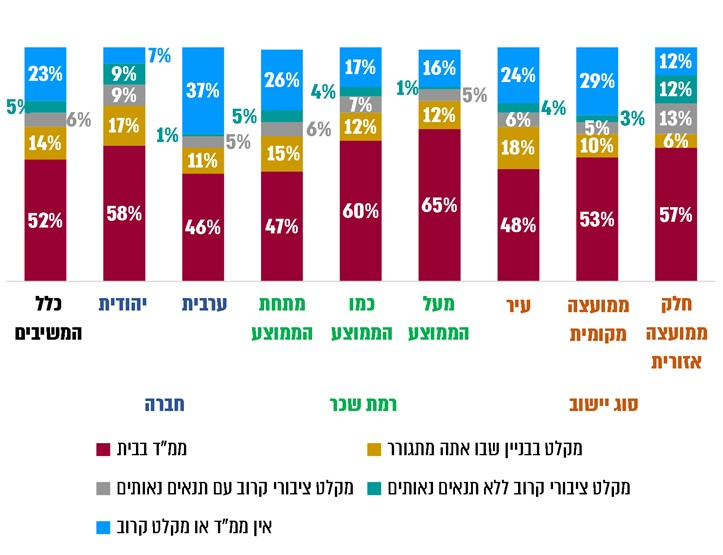 23%
5%
6%
14%
52%
7%
9%
9%
17%
58%
37%
1%
5%
11%
46%
26%
5%
6%
15%
47%
17%
4%
7%
12%
60%
16%
1%
5%
12%
65%
24%
4%
6%
18%
48%
29%
3%
5%
10%
53%
12%
12%
13%
6%
57%
כלל
המשיבים
יהודית
ערבית
מתחת
הממוצע
כמו
הממוצע
מעל
הממוצע
עיר
ממועצה
מקומית
חלק
ממועצה
אזורית
חברה
רמת שכר
סוג יישוב
ממ"ד בבית
מקלט בבניין שבו אתה מתגורר
מקלט ציבורי קרוב עם תנאים נאותים
מקלט ציבורי קרוב ללא תנאים נאותים
אין ממ"ד או מקלט קרוב